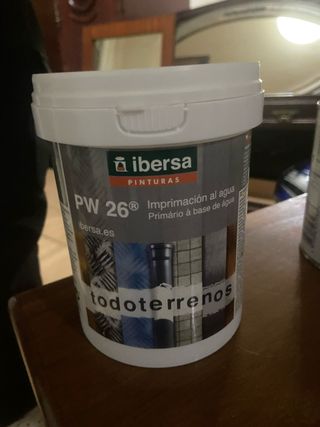 ibersa
PINTURAS
PW 26® Imprimación al agua
Primário à base de água
ibersa.es
todoterrenos